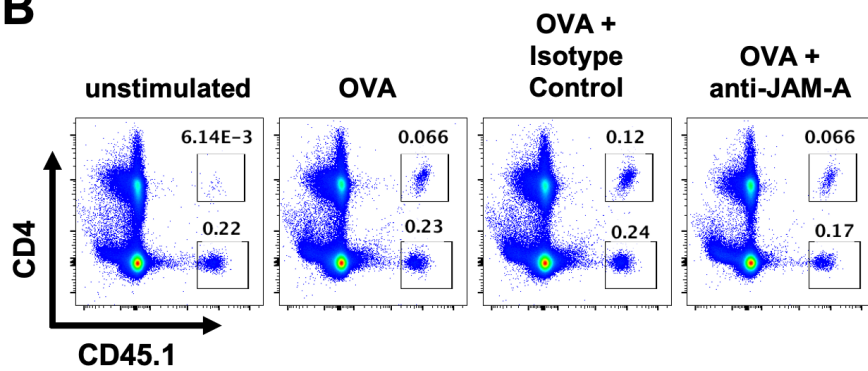 B
OVA +
Isotype
Control
OVA +
anti-JAM-A
unstimulated
OVA
6.14E-3
0.066
0.12
0.066
0.22
0.23
0.24
0.17
CD4
CD45.1